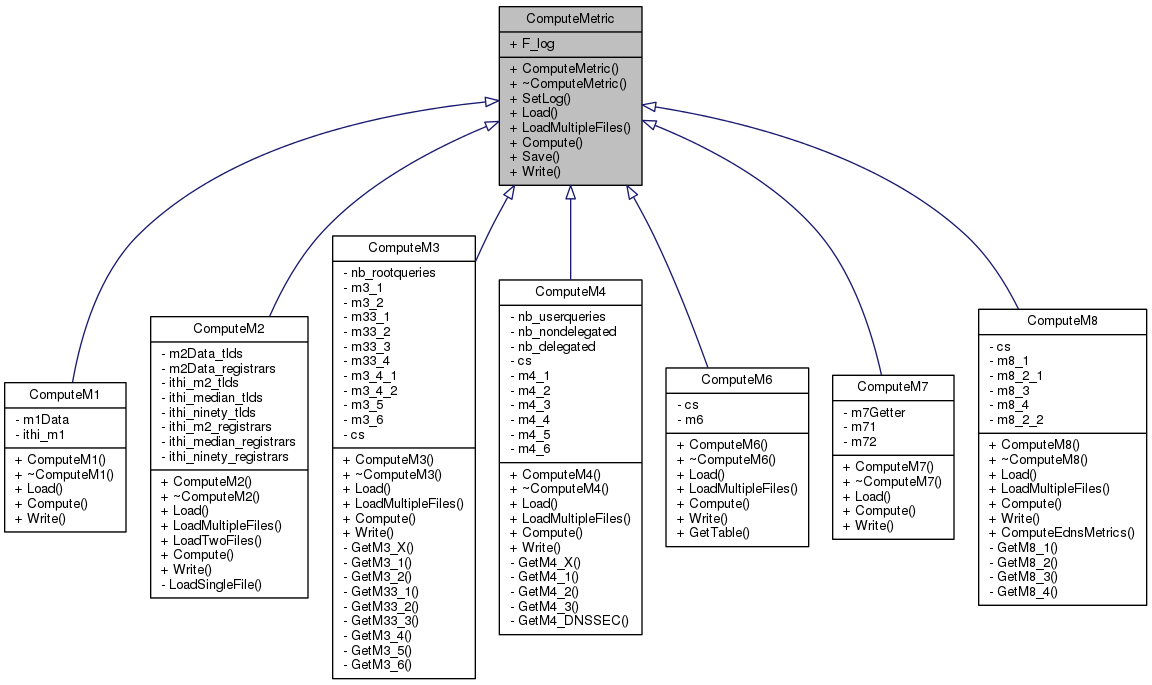 ComputeMetric
+ F_log
+ ComputeMetric()
+ ~ComputeMetric()
+ SetLog()
+ Load()
+ LoadMultipleFiles()
+ Compute()
+ Save()
+ Write()
ComputeM1
- m1Data
- ithi_m1
+ ComputeM1()
+ ~ComputeM1()
+ Load()
+ Compute()
+ Write()
ComputeM2
- m2Data_tlds
- m2Data_registrars
- ithi_m2_tlds
- ithi_median_tlds
- ithi_ninety_tlds
- ithi_m2_registrars
- ithi_median_registrars
- ithi_ninety_registrars
+ ComputeM2()
+ ~ComputeM2()
+ Load()
+ LoadMultipleFiles()
+ LoadTwoFiles()
+ Compute()
+ Write()
- LoadSingleFile()
ComputeM3
- nb_rootqueries
- m3_1
- m3_2
- m33_1
- m33_2
- m33_3
- m33_4
- m3_4_1
- m3_4_2
- m3_5
- m3_6
- cs
+ ComputeM3()
+ ~ComputeM3()
+ Load()
+ LoadMultipleFiles()
+ Compute()
+ Write()
- GetM3_X()
- GetM3_1()
- GetM3_2()
- GetM33_1()
- GetM33_2()
- GetM33_3()
- GetM3_4()
- GetM3_5()
- GetM3_6()
ComputeM4
- nb_userqueries
- nb_nondelegated
- nb_delegated
- cs
- m4_1
- m4_2
- m4_3
- m4_4
- m4_5
- m4_6
+ ComputeM4()
+ ~ComputeM4()
+ Load()
+ LoadMultipleFiles()
+ Compute()
+ Write()
- GetM4_X()
- GetM4_1()
- GetM4_2()
- GetM4_3()
- GetM4_DNSSEC()
ComputeM6
- cs
- m6
+ ComputeM6()
+ ~ComputeM6()
+ Load()
+ LoadMultipleFiles()
+ Compute()
+ Write()
+ GetTable()
ComputeM7
- m7Getter
- m71
- m72
+ ComputeM7()
+ ~ComputeM7()
+ Load()
+ Compute()
+ Write()
ComputeM8
- cs
- m8_1
- m8_2_1
- m8_3
- m8_4
- m8_2_2
+ ComputeM8()
+ ~ComputeM8()
+ Load()
+ LoadMultipleFiles()
+ Compute()
+ Write()
+ ComputeEdnsMetrics()
- GetM8_1()
- GetM8_2()
- GetM8_3()
- GetM8_4()